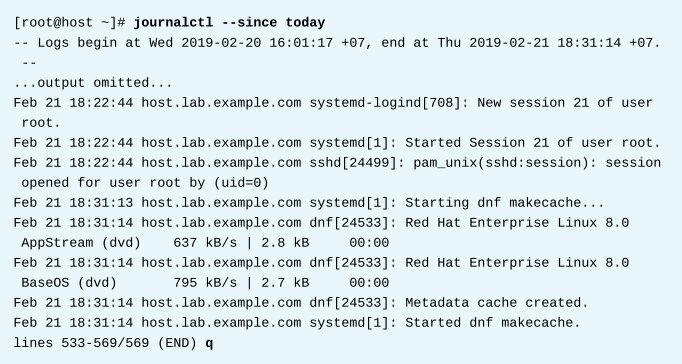 [root@host ~]# journalctl --since today
-- Logs begin at Wed 2019-02-20 16:01:17 +07, end at Thu 2019-02-21 18:31:14 +07.
 --
...output omitted...
Feb 21 18:22:44 host.lab.example.com systemd-logind[708]: New session 21 of user
 root.
Feb 21 18:22:44 host.lab.example.com systemd[1]: Started Session 21 of user root.
Feb 21 18:22:44 host.lab.example.com sshd[24499]: pam_unix(sshd:session): session
 opened for user root by (uid=0)
Feb 21 18:31:13 host.lab.example.com systemd[1]: Starting dnf makecache...
Feb 21 18:31:14 host.lab.example.com dnf[24533]: Red Hat Enterprise Linux 8.0
 AppStream (dvd)    637 kB/s | 2.8 kB     00:00
Feb 21 18:31:14 host.lab.example.com dnf[24533]: Red Hat Enterprise Linux 8.0
 BaseOS (dvd)       795 kB/s | 2.7 kB     00:00
Feb 21 18:31:14 host.lab.example.com dnf[24533]: Metadata cache created.
Feb 21 18:31:14 host.lab.example.com systemd[1]: Started dnf makecache.
lines 533-569/569 (END) q